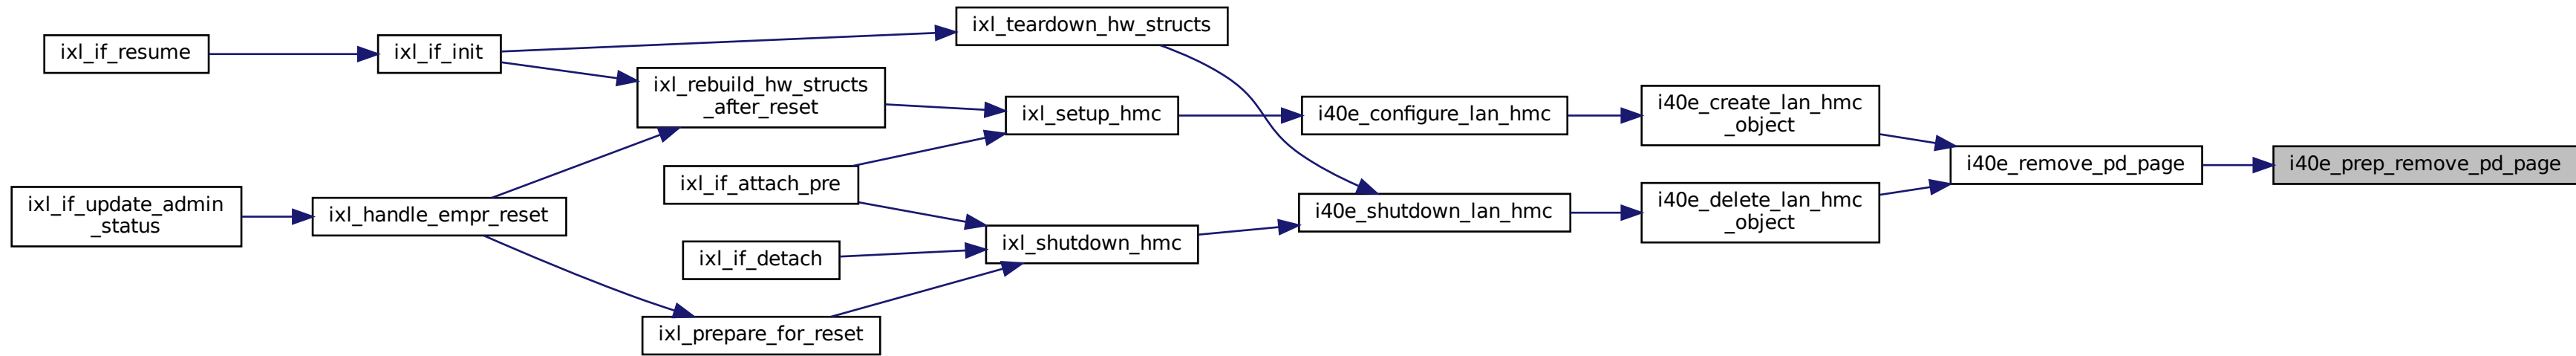 ixl_if_resume
ixl_if_init
ixl_teardown_hw_structs
ixl_rebuild_hw_structs
_after_reset
ixl_setup_hmc
i40e_configure_lan_hmc
i40e_create_lan_hmc
_object
i40e_remove_pd_page
i40e_prep_remove_pd_page
ixl_if_attach_pre
ixl_if_update_admin
_status
ixl_handle_empr_reset
i40e_shutdown_lan_hmc
i40e_delete_lan_hmc
_object
ixl_shutdown_hmc
ixl_if_detach
ixl_prepare_for_reset